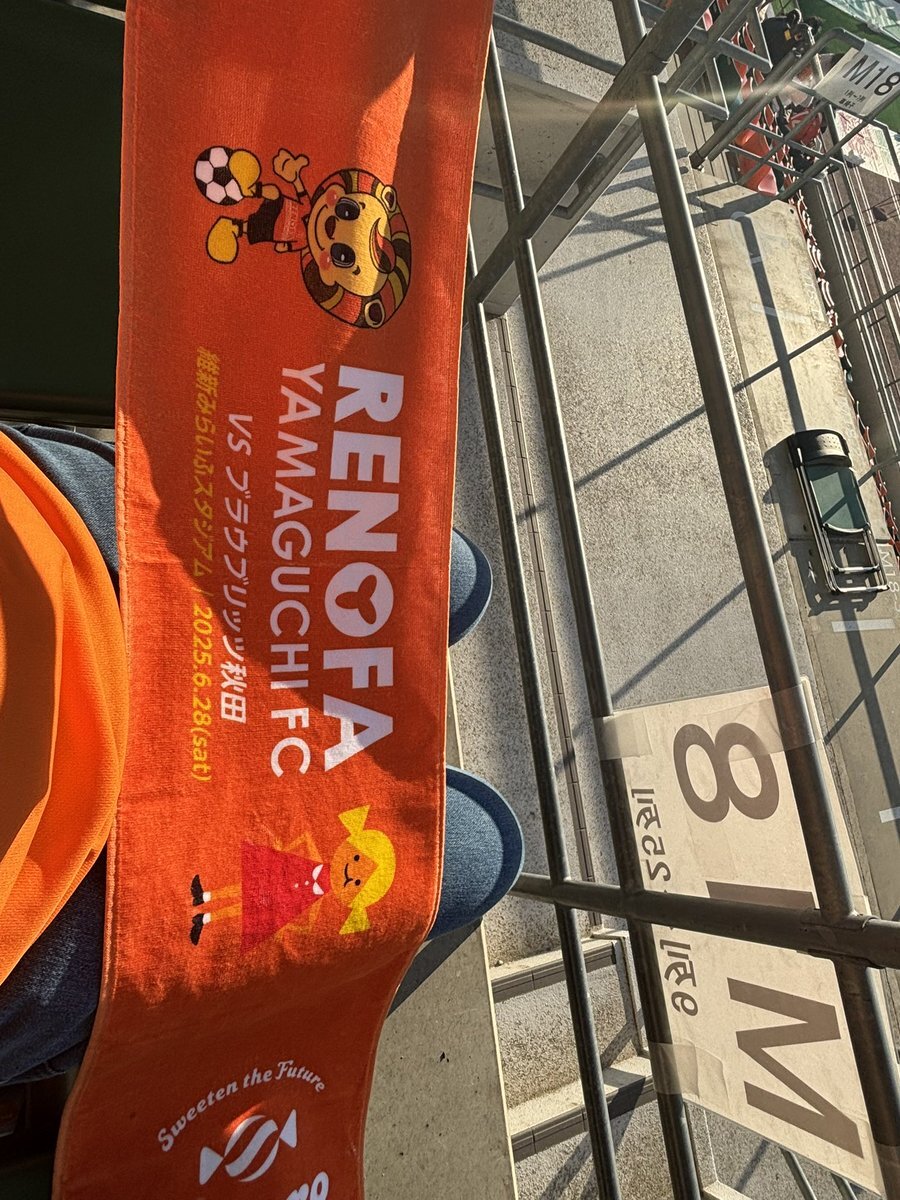 RENOFA
YAMAGUCHI FC
VS ブラウブリッツ秋田
維新みらいふスタジアム / 2025.6.28(sat)
Sweeten the Future
M18
M18